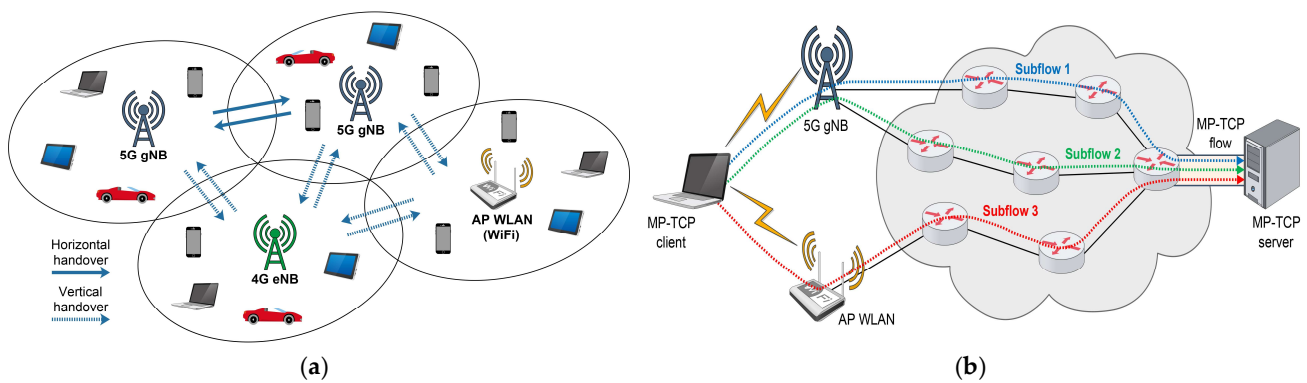 5G gNB
5G gNB
AP WLAN
(WiFi)
4G eNB
Horizontal
handover
Vertical
handover
(a)
5G gNB
Subflow 1
Subflow 2
Subflow 3
MP-TCP
flow
MP-TCP
client
MP-TCP
server
AP WLAN
(b)